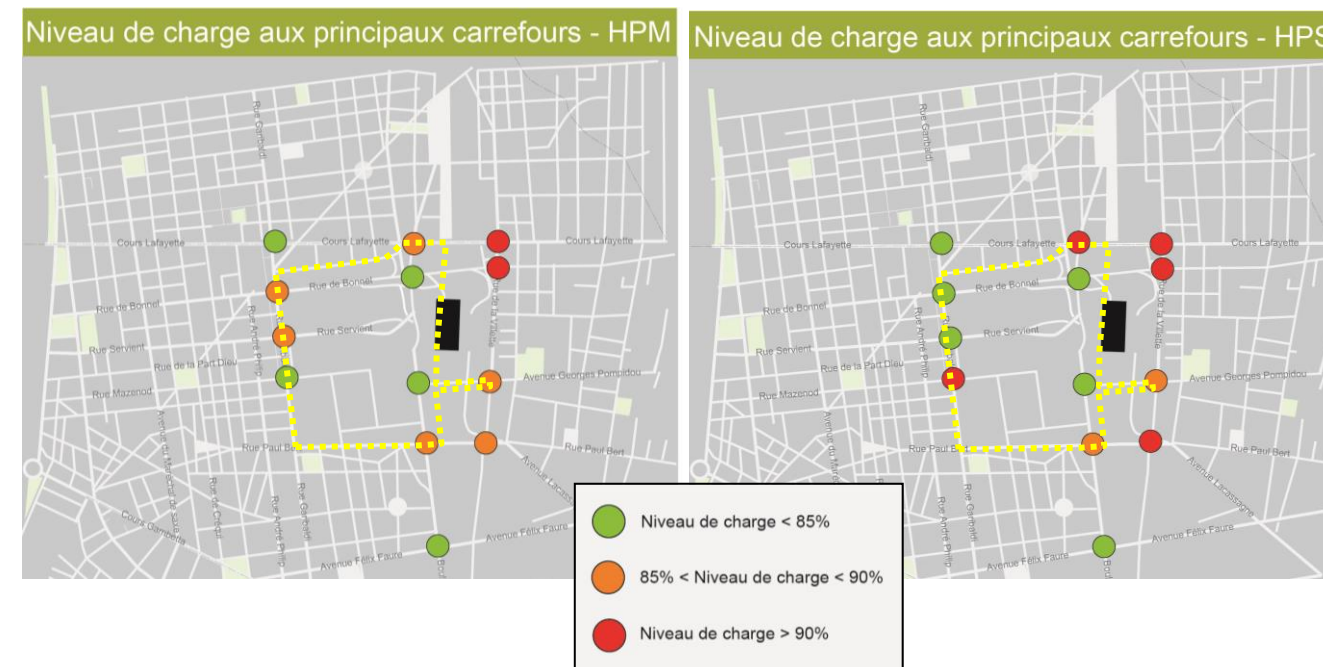 Niveau de charge aux principaux carrefours - HPM
Rue Garibaldi
Cours Lafayette
Cours Lafayette
Cours Lafayette
Rue de Bonnel
Rue de Bonnel
Rue Servient
Rue Servient
Rue André Philip
Rue de la Part Dieu
Rue Mazenod
Avenue Georges Pompidou
Rue Paul Bert
Rue Paul Bert
Avenue du Maréchal de saxe
Rue de Créqui
Rue André Philip
Rue Garibaldi
Cours Gambetta
Avenue Félix Faure
Avenue Félix Faure
Avenue Lacassagne
Niveau de charge aux principaux carrefours - HPS
Rue Garibaldi
Cours Lafayette
Cours Lafayette
Cours Lafayette
Rue de Bonnel
Rue de Bonnel
Rue Servient
Rue Servient
Rue André Philip
Rue de la Part Dieu
Rue Mazenod
Avenue Georges Pompidou
Rue Paul Bert
Rue Paul Bert
Rue Garibaldi
Avenue Lacassagne
Avenue Félix Faure
Avenue Félix Faure
Niveau de charge < 85%
85% < Niveau de charge < 90%
Niveau de charge > 90%